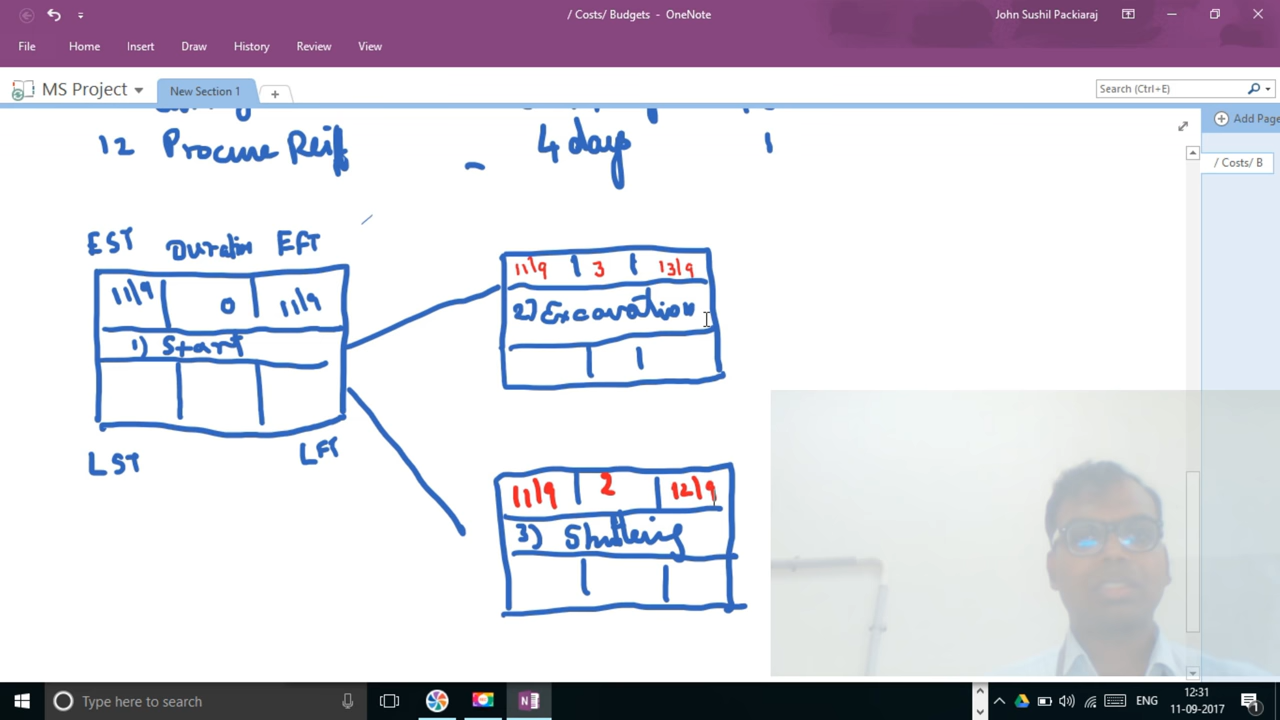 / Costs/ Budgets - OneNote
John Sushil Packiaraj
File Home Insert Draw History Review View
MS Project
New Section 1
+
Search (Ctrl+E)
Add Page
/ Costs/ B
12 Procure Reif - 4 days 1
EST Duration EFT
11/9 0 11/9
1) Start
LST LFT
11/9 3 13/9
2) Excavation
11/9 2 12/9
3) Shuttering
Type here to search
ENG
12:31
11-09-2017